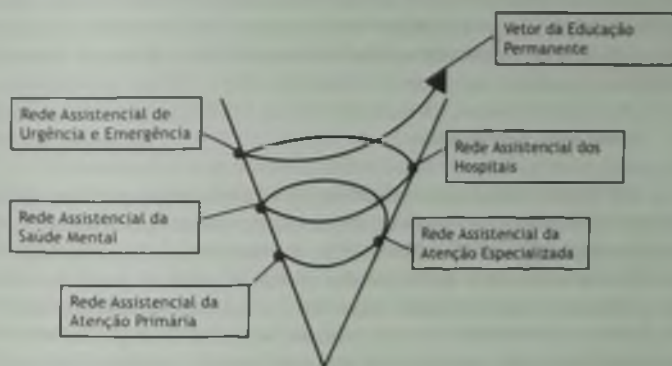 Vetor da Educação
Permanente
Rede Assistencial de
Urgência e Emergência
Rede Assistencial dos
Hospitais
Rede Assistencial da
Saúde Mental
Rede Assistencial da
Atenção Especializada
Rede Assistencial da
Atenção Primária